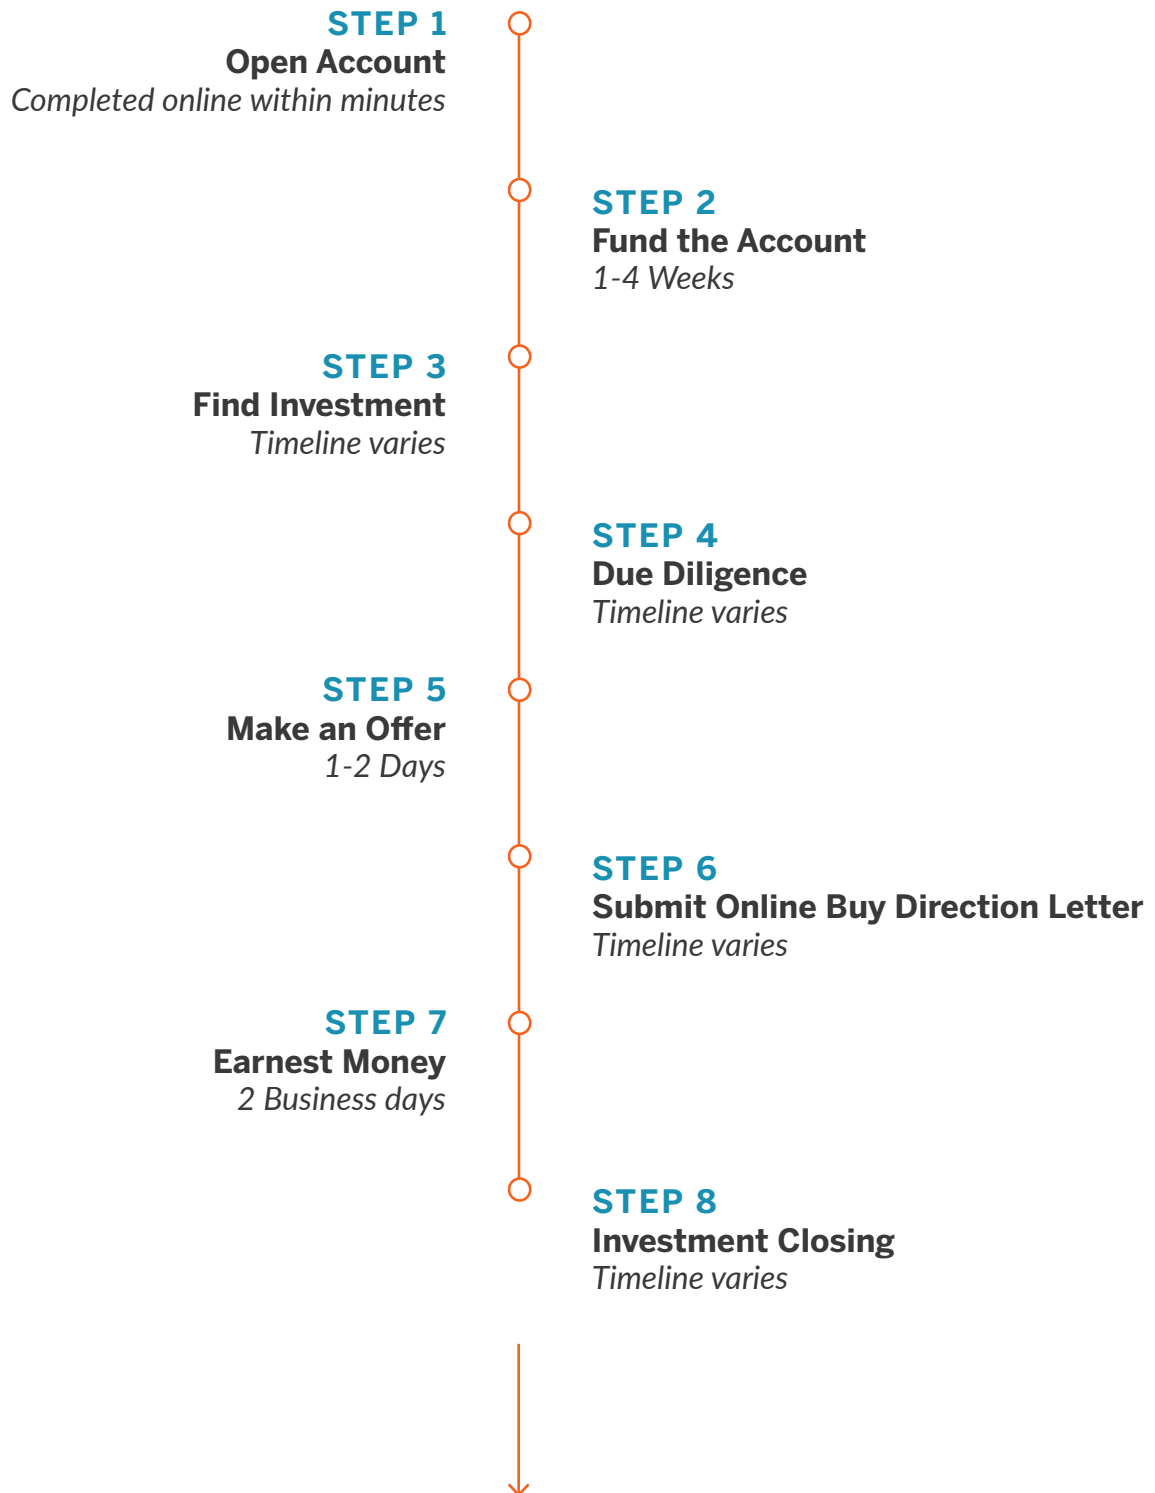 STEP 1
Open Account
Completed online within minutes
STEP 2
Fund the Account
1-4 Weeks
STEP 3
Find Investment
Timeline varies
STEP 4
Due Diligence
Timeline varies
STEP 5
Make an Offer
1-2 Days
STEP 6
Submit Online Buy Direction Letter
Timeline varies
STEP 7
Earnest Money
2 Business days
STEP 8
Investment Closing
Timeline varies